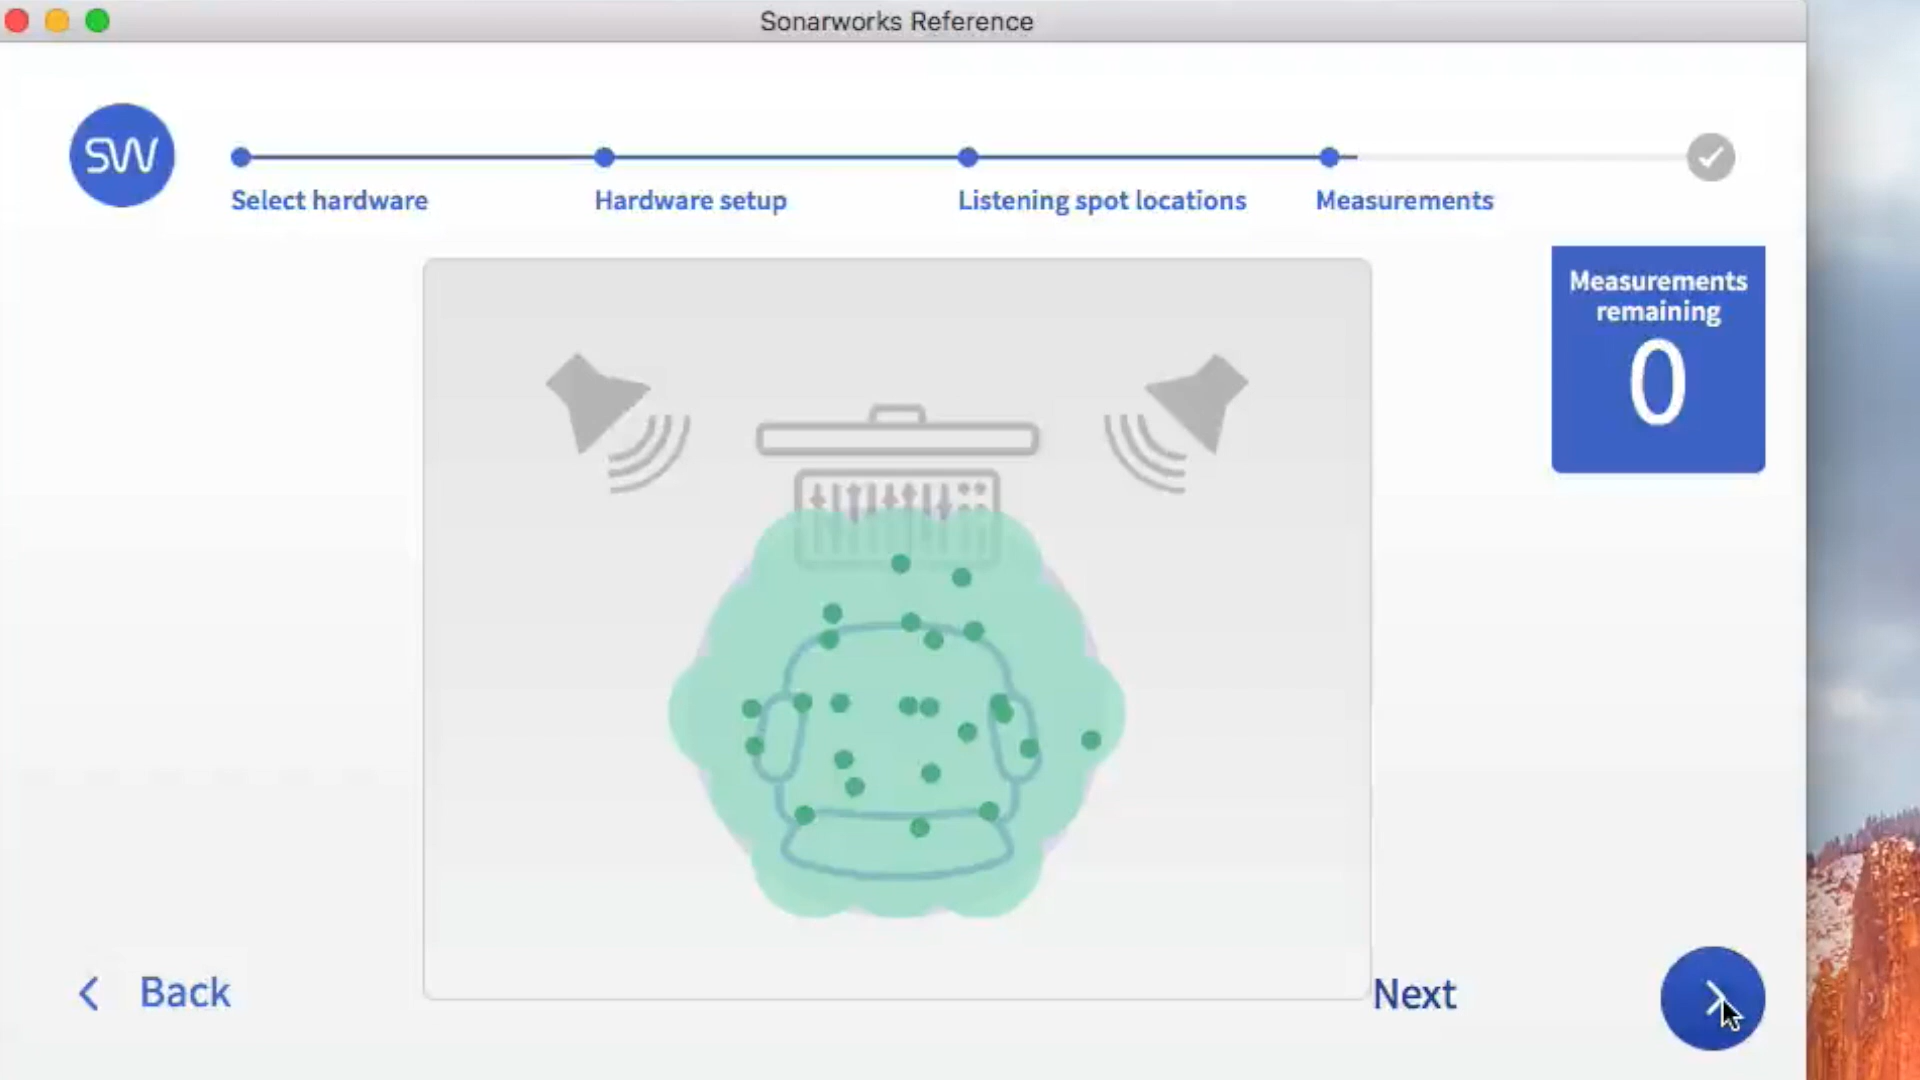 Sonarworks Reference
SW
Select hardware
Hardware setup
Listening spot locations
Measurements
Measurements
remaining
0
Back
Next